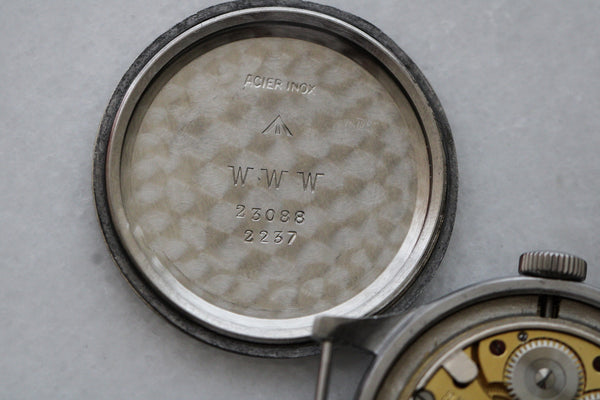 ACIER INOX
W·W W
23088
2237